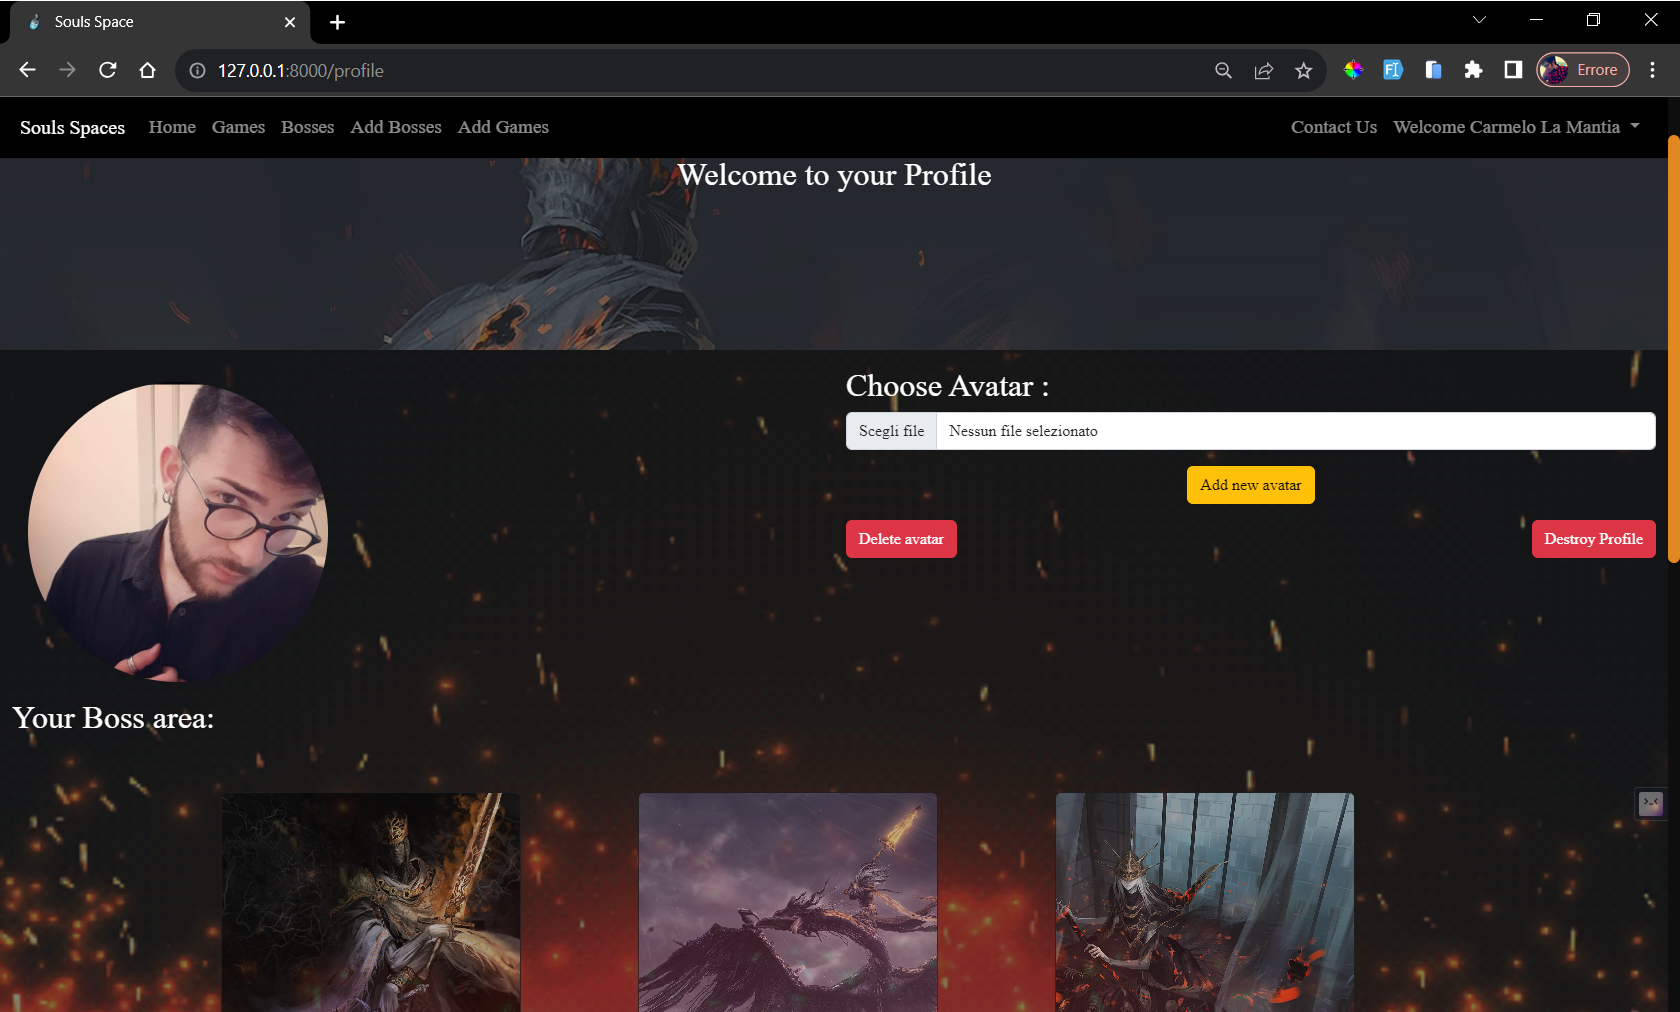 Souls Space
127.0.0.1:8000/profile
Errore
Souls Spaces Home Games Bosses Add Bosses Add Games Contact Us Welcome Carmelo La Mantia
Welcome to your Profile
Choose Avatar :
Scegli file Nessun file selezionato
Add new avatar
Delete avatar Destroy Profile
Your Boss area: